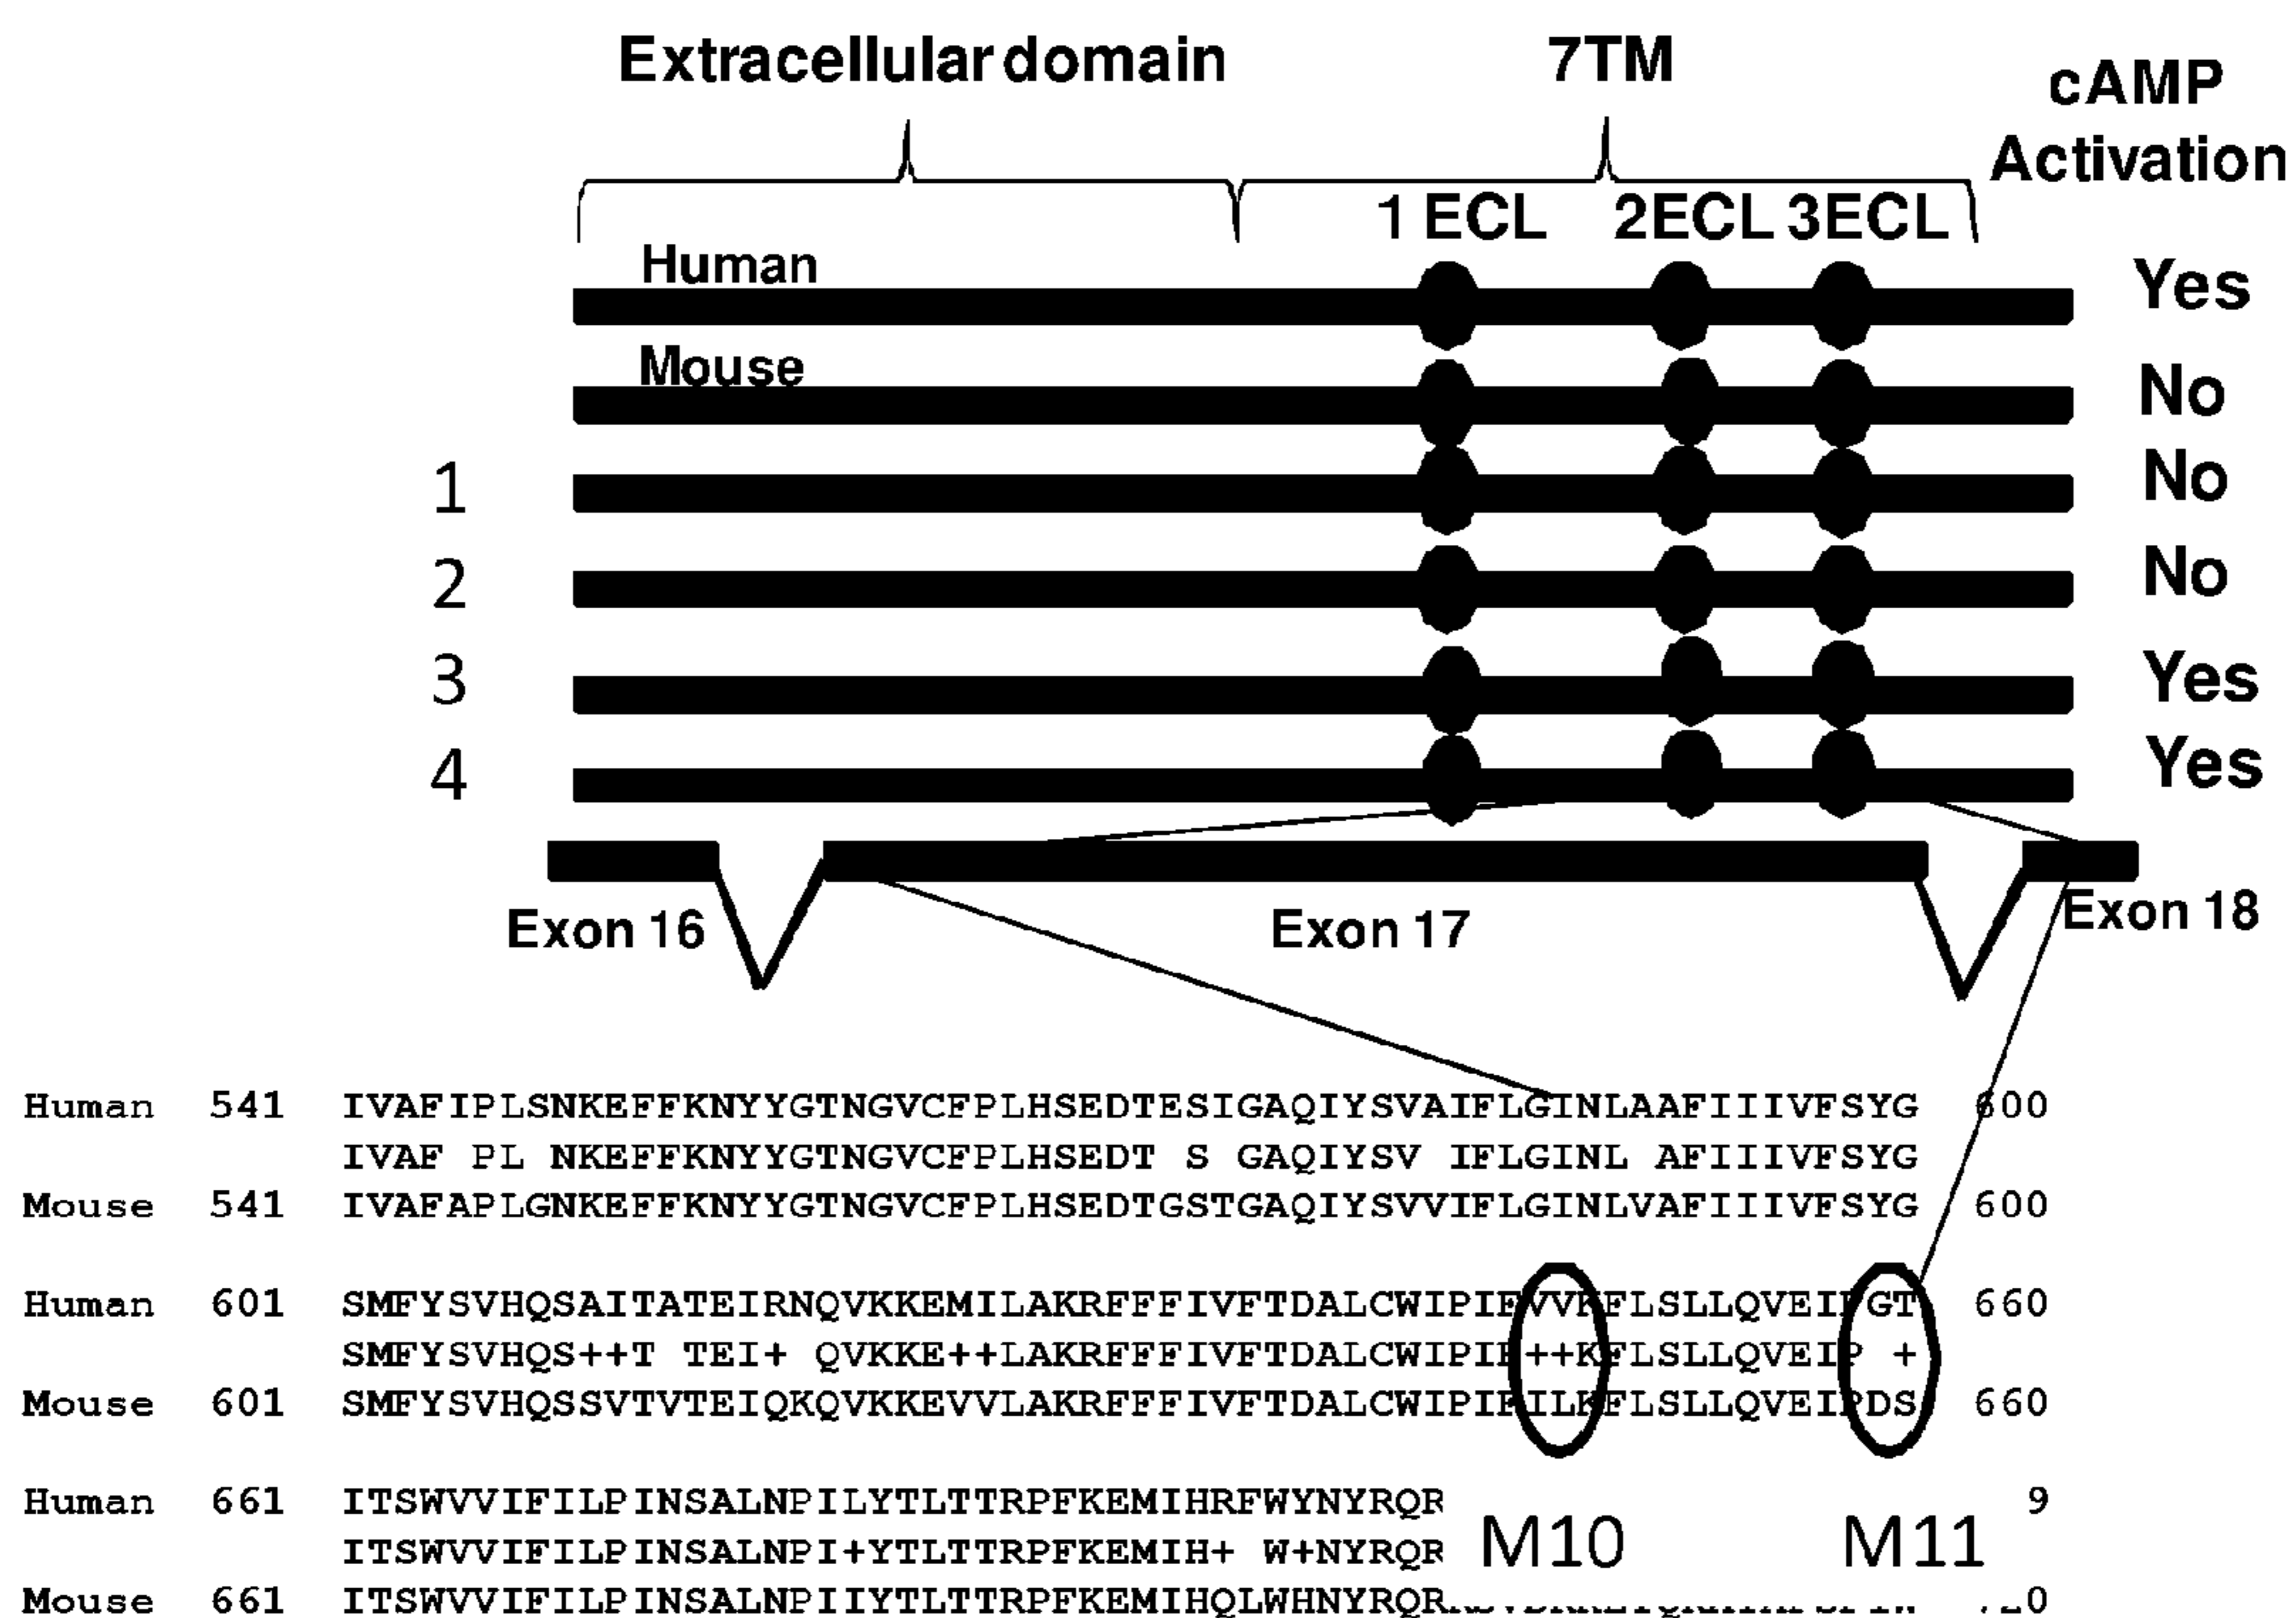 Extracellular domain 7TM cAMP
Activation
1 ECL 2ECL 3ECL
Human Yes
Mouse No
1 No
2 No
3 Yes
4 Yes
Exon 16 Exon 17 Exon 18
Human 541 IVAFIPLSNKEFFKNYYGTNGVCFPLHSEDTESIGAQIYSVAIFLGINLAAFIIIVFSYG 600
IVAF PL NKEFFKNYYGTNGVCFPLHSEDT S GAQIYSV IFLGINL AFIIIVFSYG
Mouse 541 IVAFAPLGNKEFFKNYYGTNGVCFPLHSEDTGSTGAQIYSVVIFLGINLVAFIIIVFSYG 600
Human 601 SMFYSVHQSAITATEIRNQVKKEMILAKRFFFIVFTDALCWIPIFVVKFLSLLQVEIPGT 660
SMFYSVHQS++T TEI+ QVKKE++LAKRFFFIVFTDALCWIPIF++KFLSLLQVEIP +
Mouse 601 SMFYSVHQSSVTVTEIQKQVKKEVVLAKRFFFIVFTDALCWIPIFILKFLSLLQVEIPDS 660
Human 661 ITSWVVIFILPINSALNPILYTLTTRPFKEMIHRFWYNYRQR 9
ITSWVVIFILPINSALNPI+YTLTTRPFKEMIH+ W+NYRQR M10 M11
Mouse 661 ITSWVVIFILPINSALNPIIYTLTTRPFKEMIHQLWHNYRQR 0